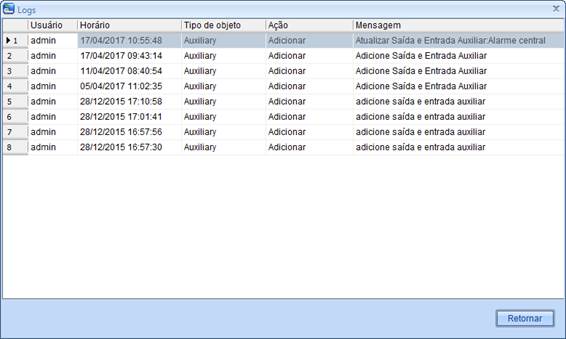 Logs
Usuário Horário Tipo de objeto Ação Mensagem
1 admin 17/04/2017 10:55:48 Auxiliary Adicionar Atualizar Saída e Entrada Auxiliar:Alarme central
2 admin 17/04/2017 09:43:14 Auxiliary Adicionar Adicione Saída e Entrada Auxiliar
3 admin 11/04/2017 08:40:54 Auxiliary Adicionar Adicione Saída e Entrada Auxiliar
4 admin 05/04/2017 11:02:35 Auxiliary Adicionar Adicione Saída e Entrada Auxiliar
5 admin 28/12/2015 17:10:58 Auxiliary Adicionar adicione saída e entrada auxiliar
6 admin 28/12/2015 17:01:41 Auxiliary Adicionar adicione saída e entrada auxiliar
7 admin 28/12/2015 16:57:56 Auxiliary Adicionar adicione saída e entrada auxiliar
8 admin 28/12/2015 16:57:30 Auxiliary Adicionar adicione saída e entrada auxiliar
Retornar